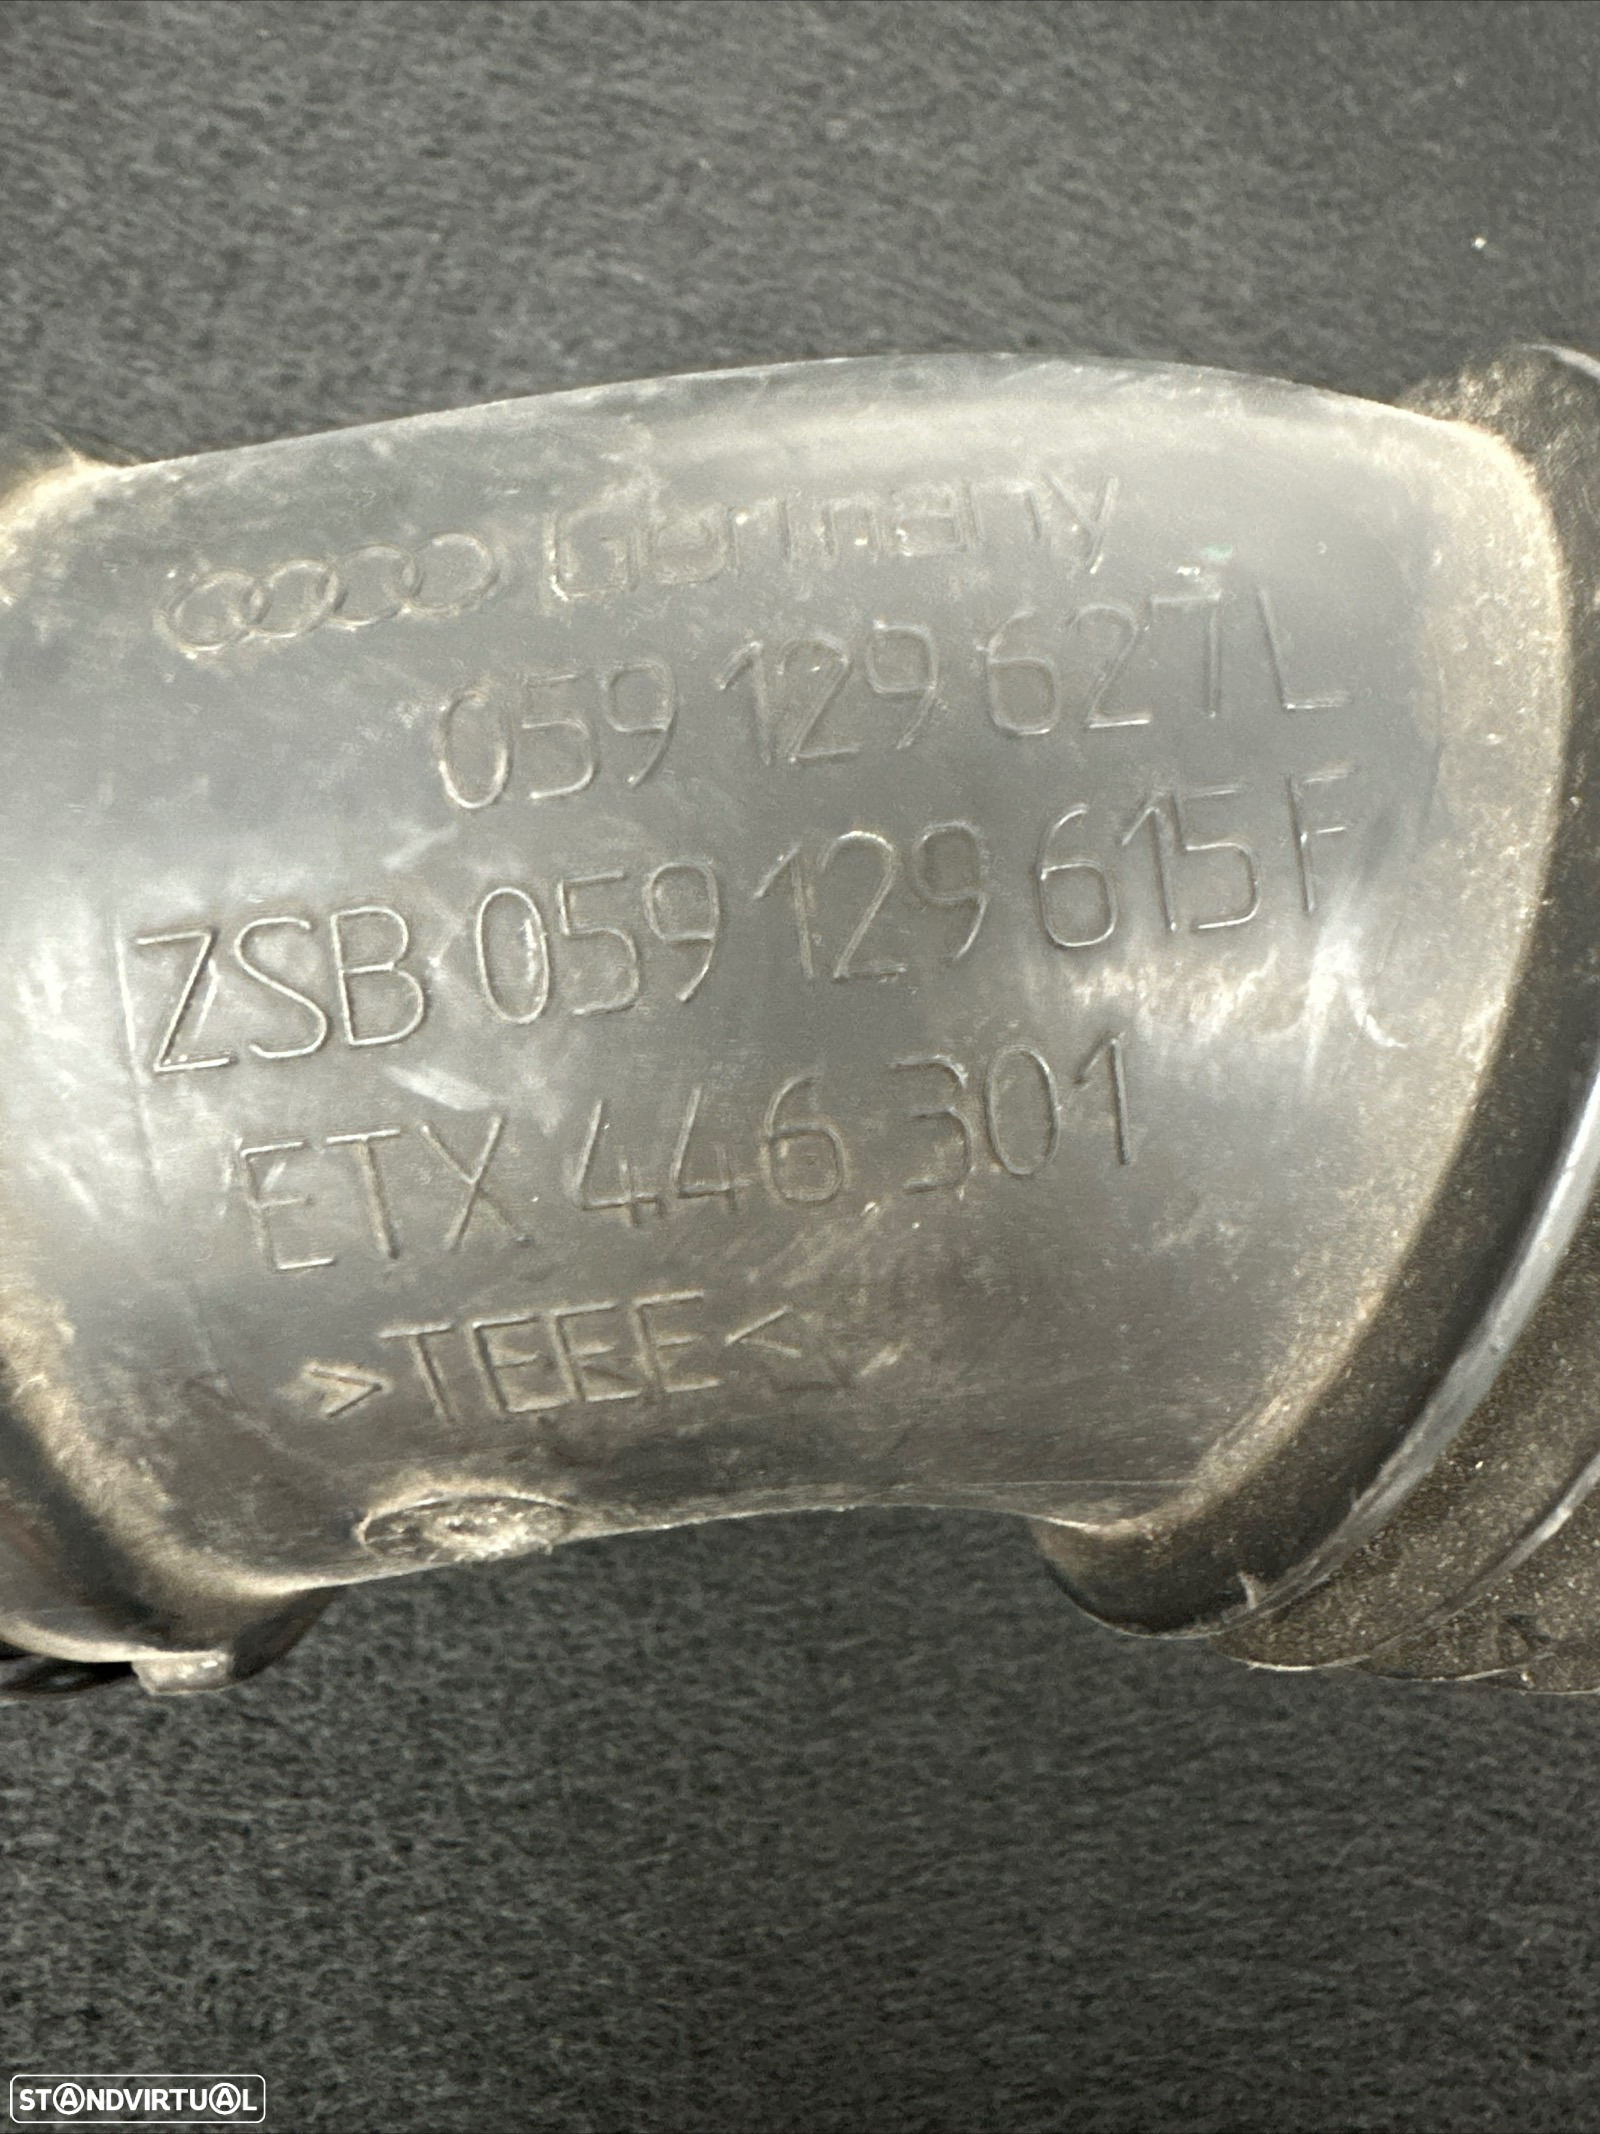 Germany
059 129 627 L
ZSB 059 129 615 F
ETX 446 301
>TEEE<
STANDVIRTUAL